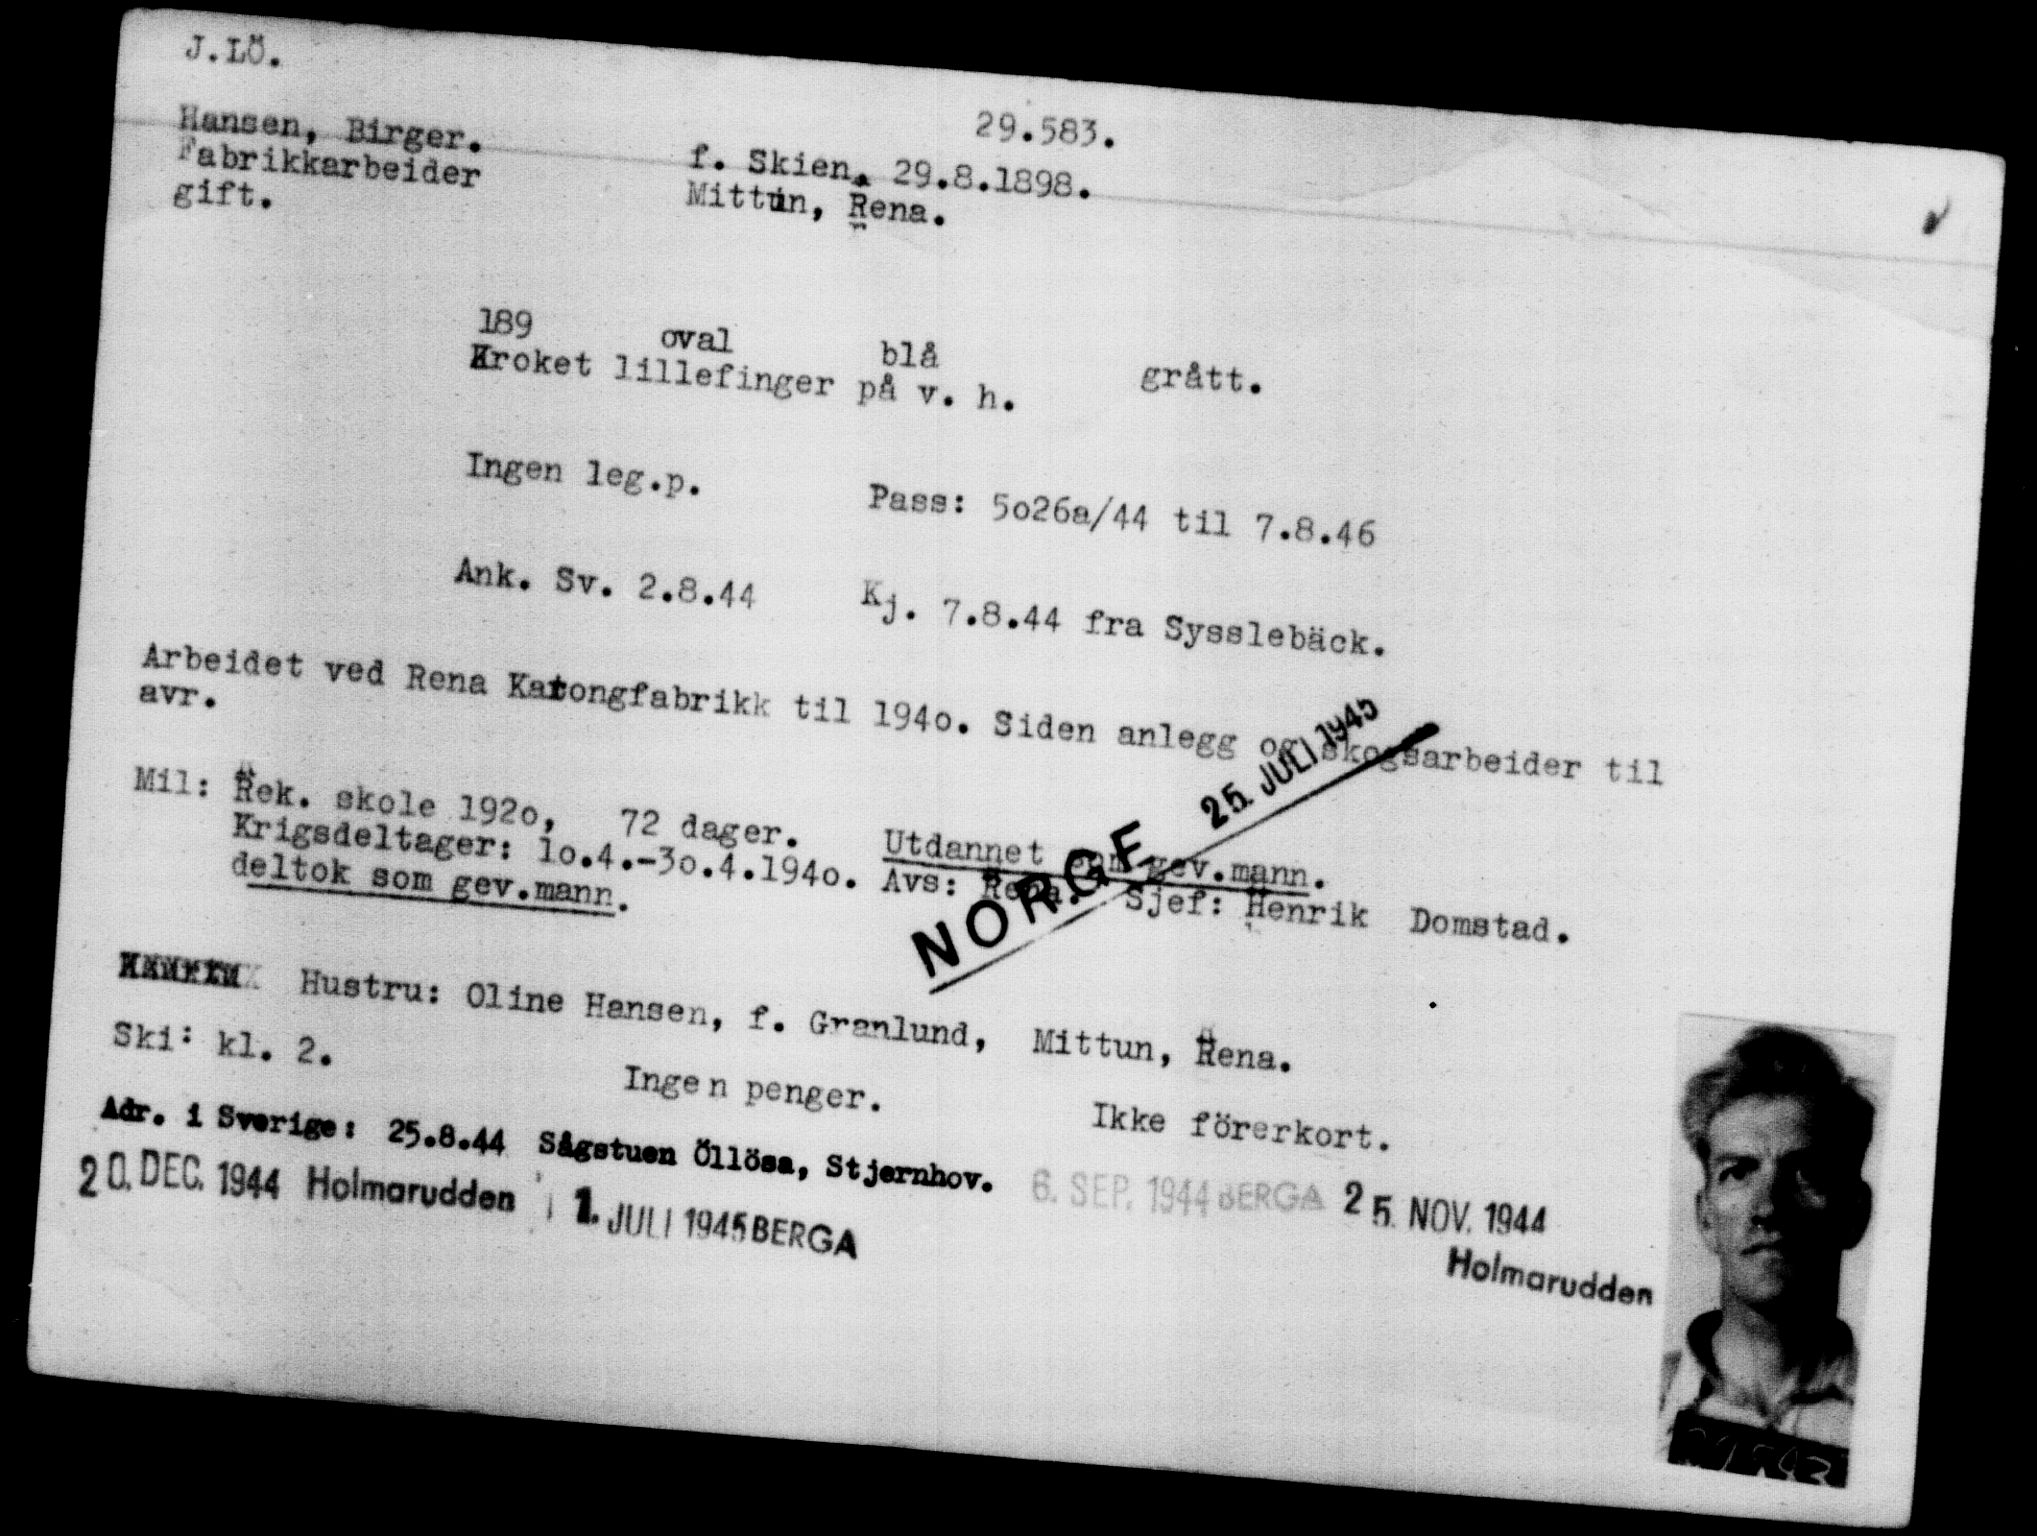 J.LÖ.
29.583.
Hansen, Birger. f. Skien. 29.8.1898.
Fabrikkarbeider Mittun, Rena.
gift.
189 oval blå grått.
Kroket lillefinger på v. h.
Ingen leg.p. Pass: 5o26a/44 til 7.8.46
Ank. Sv. 2.8.44 Kj. 7.8.44 fra Sysslebäck.
Arbeidet ved Rena Kartongfabrikk til 194o. Siden anlegg og skogsarbeider til
avr.
25. JULI 1945
Mil: Rek. skole 192o, 72 dager. Utdannet som gev.mann.
Krigsdeltager: 1o.4.-3o.4.194o. Avs: Rena. Sjef: Henrik Domstad.
deltok som gev.mann.
NORGE
Hustru: Oline Hansen, f. Granlund, Mittun, Rena.
Ski: kl. 2. Ingen penger. Ikke förerkort.
Adr. i Sverige: 25.8.44 Sågstuen Öllösa, Stjernhov. 6. SEP. 1944 BERGA 25. NOV. 1944
Holmarudden
20. DEC. 1944 Holmarudden 1. JULI 1945 BERGA